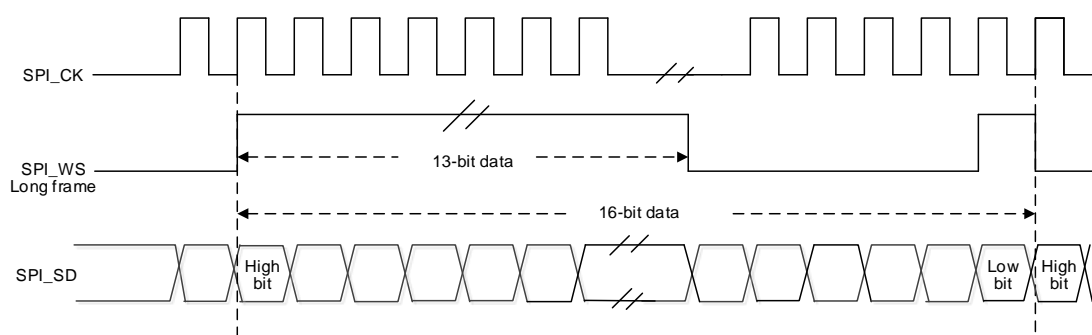 SPI_CK
SPI_WS
Long frame
13-bit data
16-bit data
SPI_SD
High
bit
Low
bit
High
bit